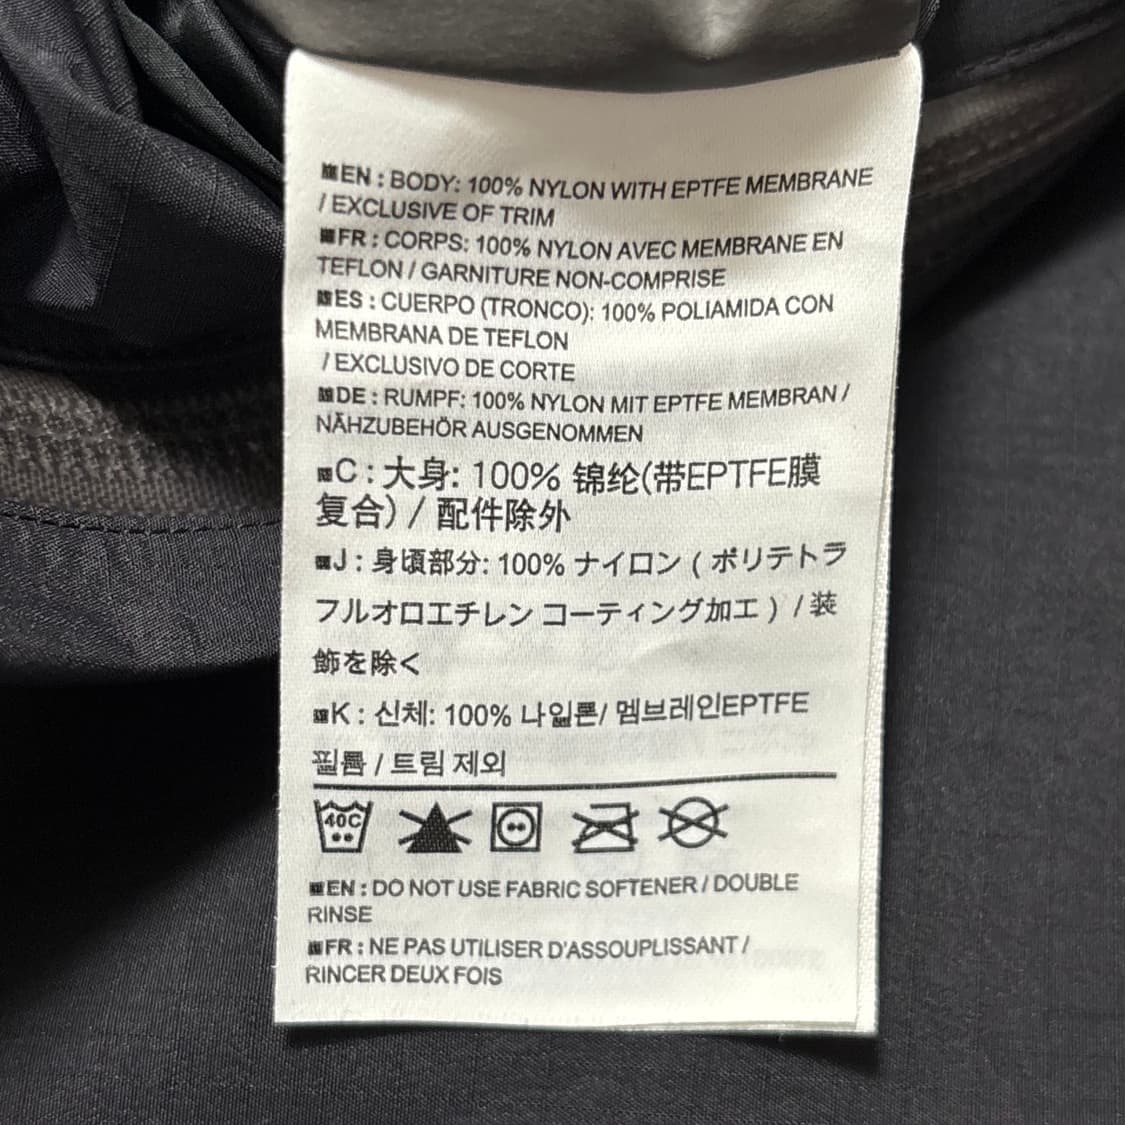 EN : BODY: 100% NYLON WITH EPTFE MEMBRANE
/ EXCLUSIVE OF TRIM
FR : CORPS: 100% NYLON AVEC MEMBRANE EN
TEFLON / GARNITURE NON-COMPRISE
ES : CUERPO (TRONCO): 100% POLIAMIDA CON
MEMBRANA DE TEFLON
/ EXCLUSIVO DE CORTE
DE : RUMPF: 100% NYLON MIT EPTFE MEMBRAN /
NÄHZUBEHÖR AUSGENOMMEN
C : 大身: 100% 锦纶(带EPTFE膜
复合) / 配件除外
J : 身頃部分: 100% ナイロン ( ポリテトラ
フルオロエチレン コーティング加工 ) / 装
飾を除く
K : 신체: 100% 나일론/ 멤브레인EPTFE
필름 / 트림 제외
40C
EN : DO NOT USE FABRIC SOFTENER / DOUBLE
RINSE
FR : NE PAS UTILISER D'ASSOUPLISSANT /
RINCER DEUX FOIS